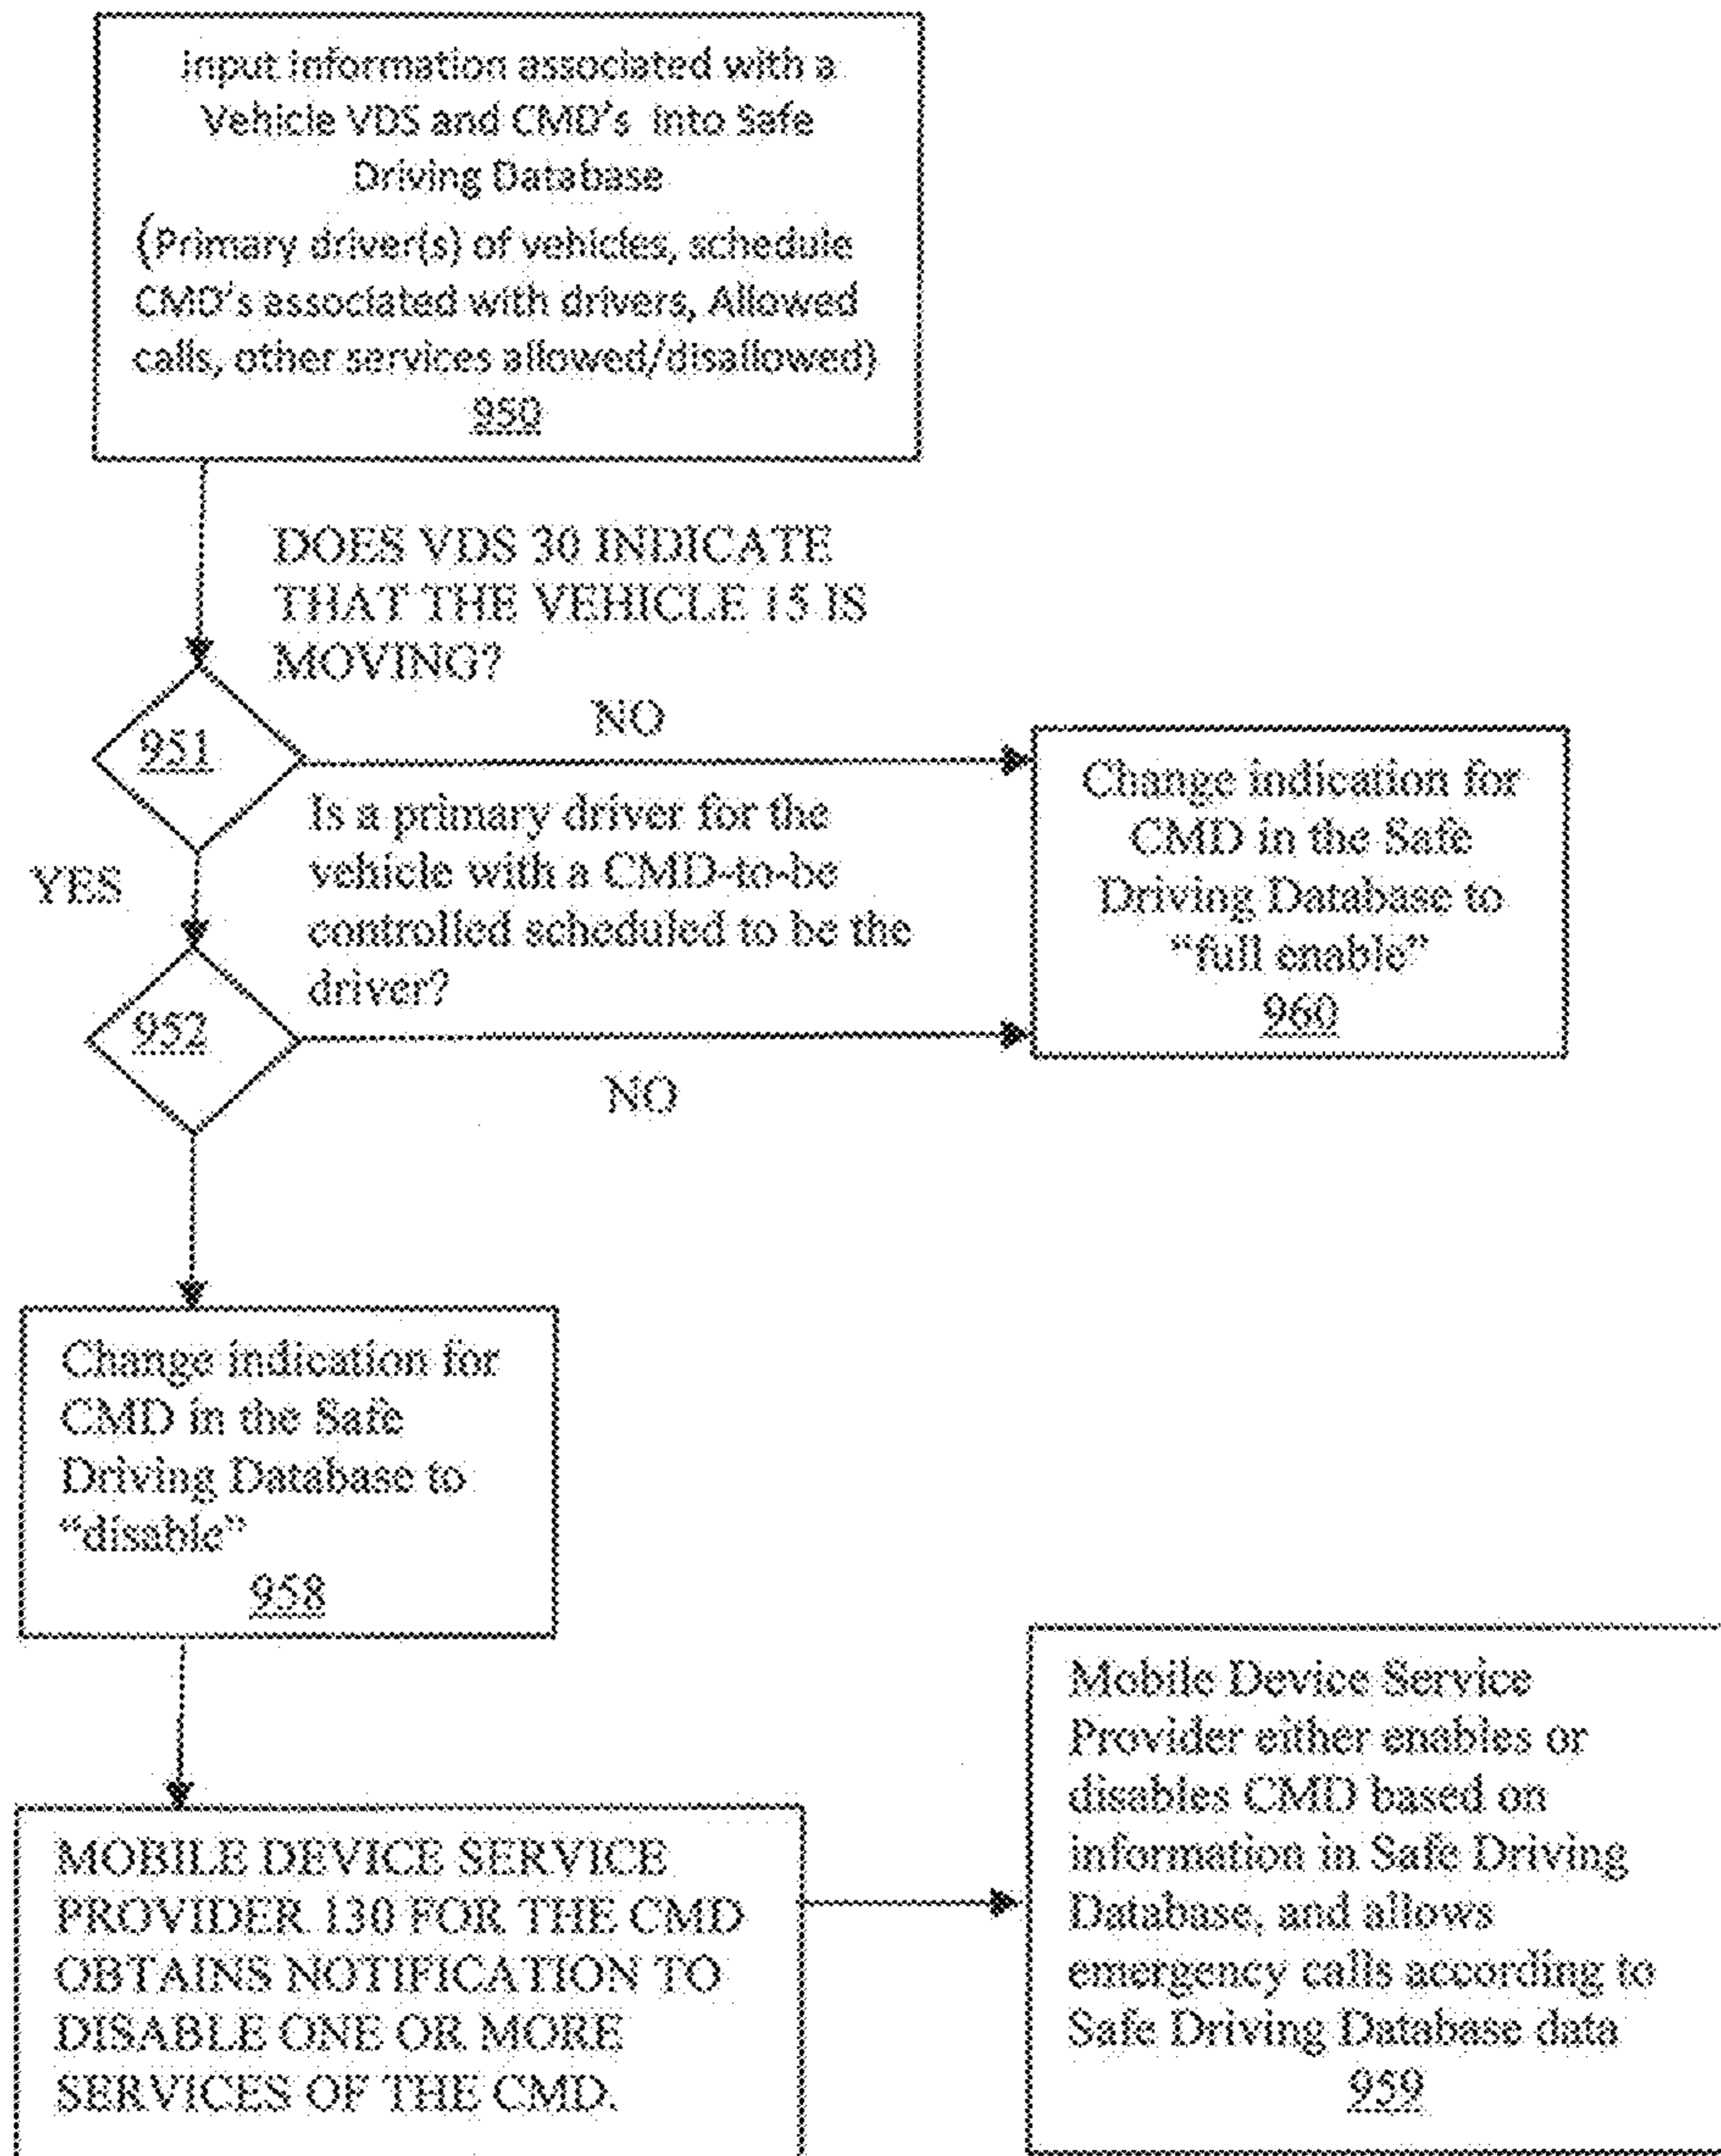 Input information associated with a
Vehicle VDS and CMD's into Safe
Driving Database
(Primary driver(s) of vehicles, schedule
CMD's associated with drivers, Allowed
calls, other services allowed/disallowed)
950
DOES VDS 30 INDICATE
THAT THE VEHICLE 15 IS
MOVING?
NO
951
YES
Is a primary driver for the
vehicle with a CMD-to-be
controlled scheduled to be the
driver?
952
NO
Change indication for
CMD in the Safe
Driving Database to
“full enable”
960
Change indication for
CMD in the Safe
Driving Database to
“disable”
958
MOBILE DEVICE SERVICE
PROVIDER 130 FOR THE CMD
OBTAINS NOTIFICATION TO
DISABLE ONE OR MORE
SERVICES OF THE CMD.
Mobile Device Service
Provider either enables or
disables CMD based on
information in Safe Driving
Database, and allows
emergency calls according to
Safe Driving Database data
959